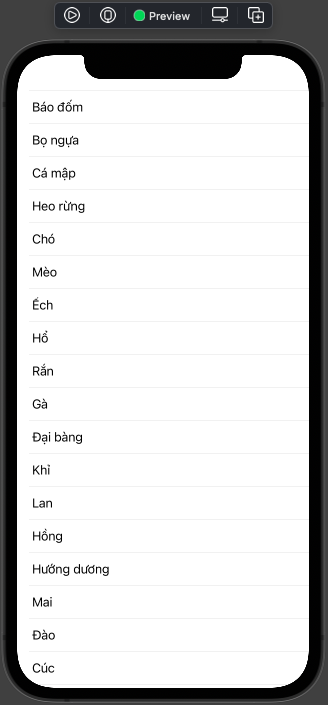 Preview
Báo đốm
Bọ ngựa
Cá mập
Heo rừng
Chó
Mèo
Ếch
Hổ
Rắn
Gà
Đại bàng
Khỉ
Lan
Hồng
Hướng dương
Mai
Đào
Cúc